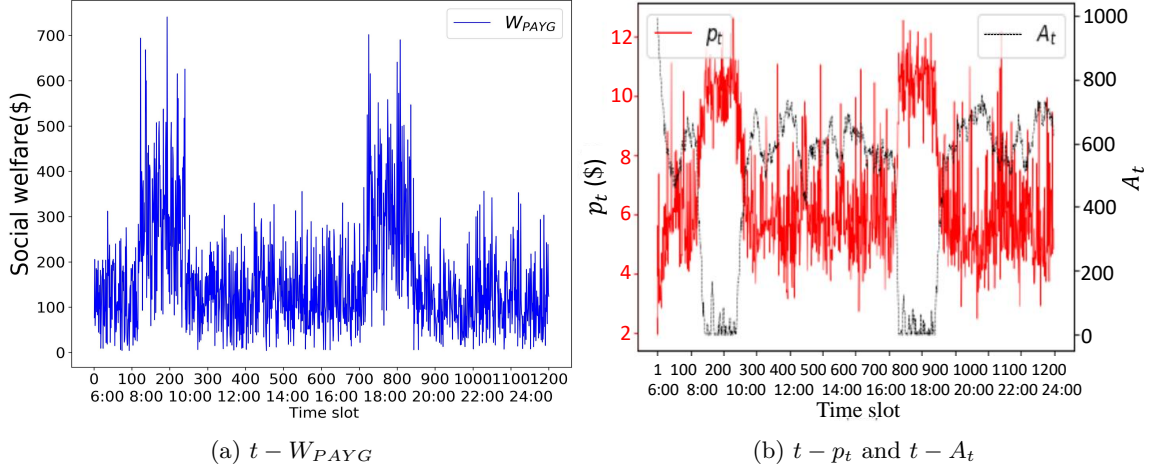 W_PAYG
Social welfare($)
700
600
500
400
300
200
100
0
0 100 200 300 400 500 600 700 800 900 1000 1100 1200
6:00 8:00 10:00 12:00 14:00 16:00 18:00 20:00 22:00 24:00
Time slot
(a) t − W_PAYG
p_t
A_t
p_t ($)
12
10
8
6
4
2
1000
800
600
400
200
0
A_t
1 100 200 300 400 500 600 700 800 900 1000 1100 1200
6:00 8:00 10:00 12:00 14:00 16:00 18:00 20:00 22:00 24:00
Time slot
(b) t − p_t and t − A_t